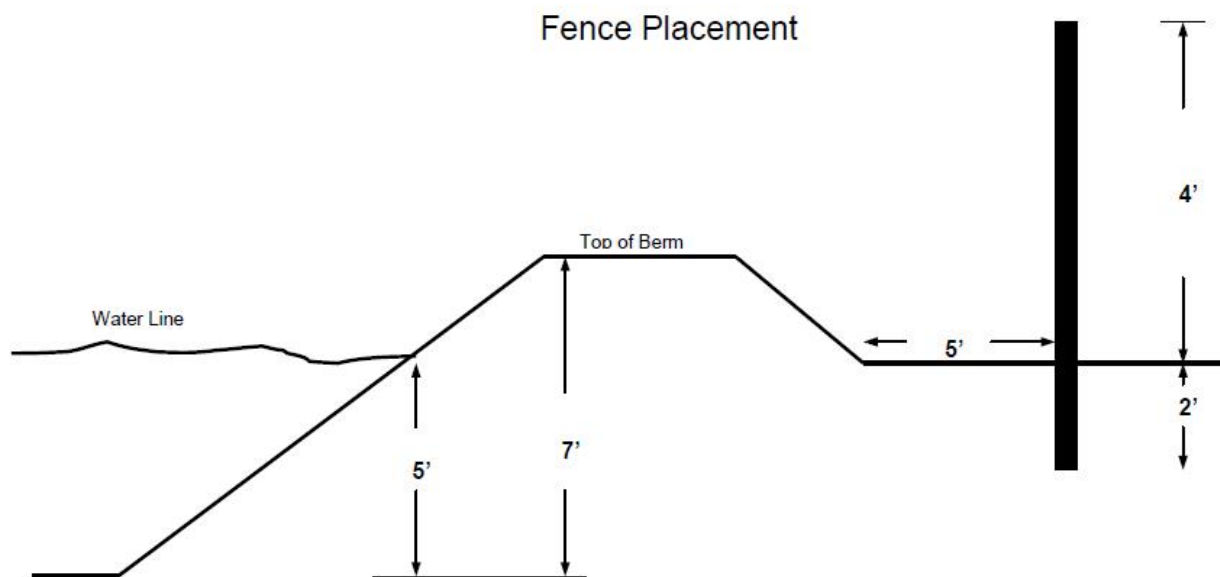 Fence Placement
4’
Top of Berm
Water Line
5’
2’
5’
7’